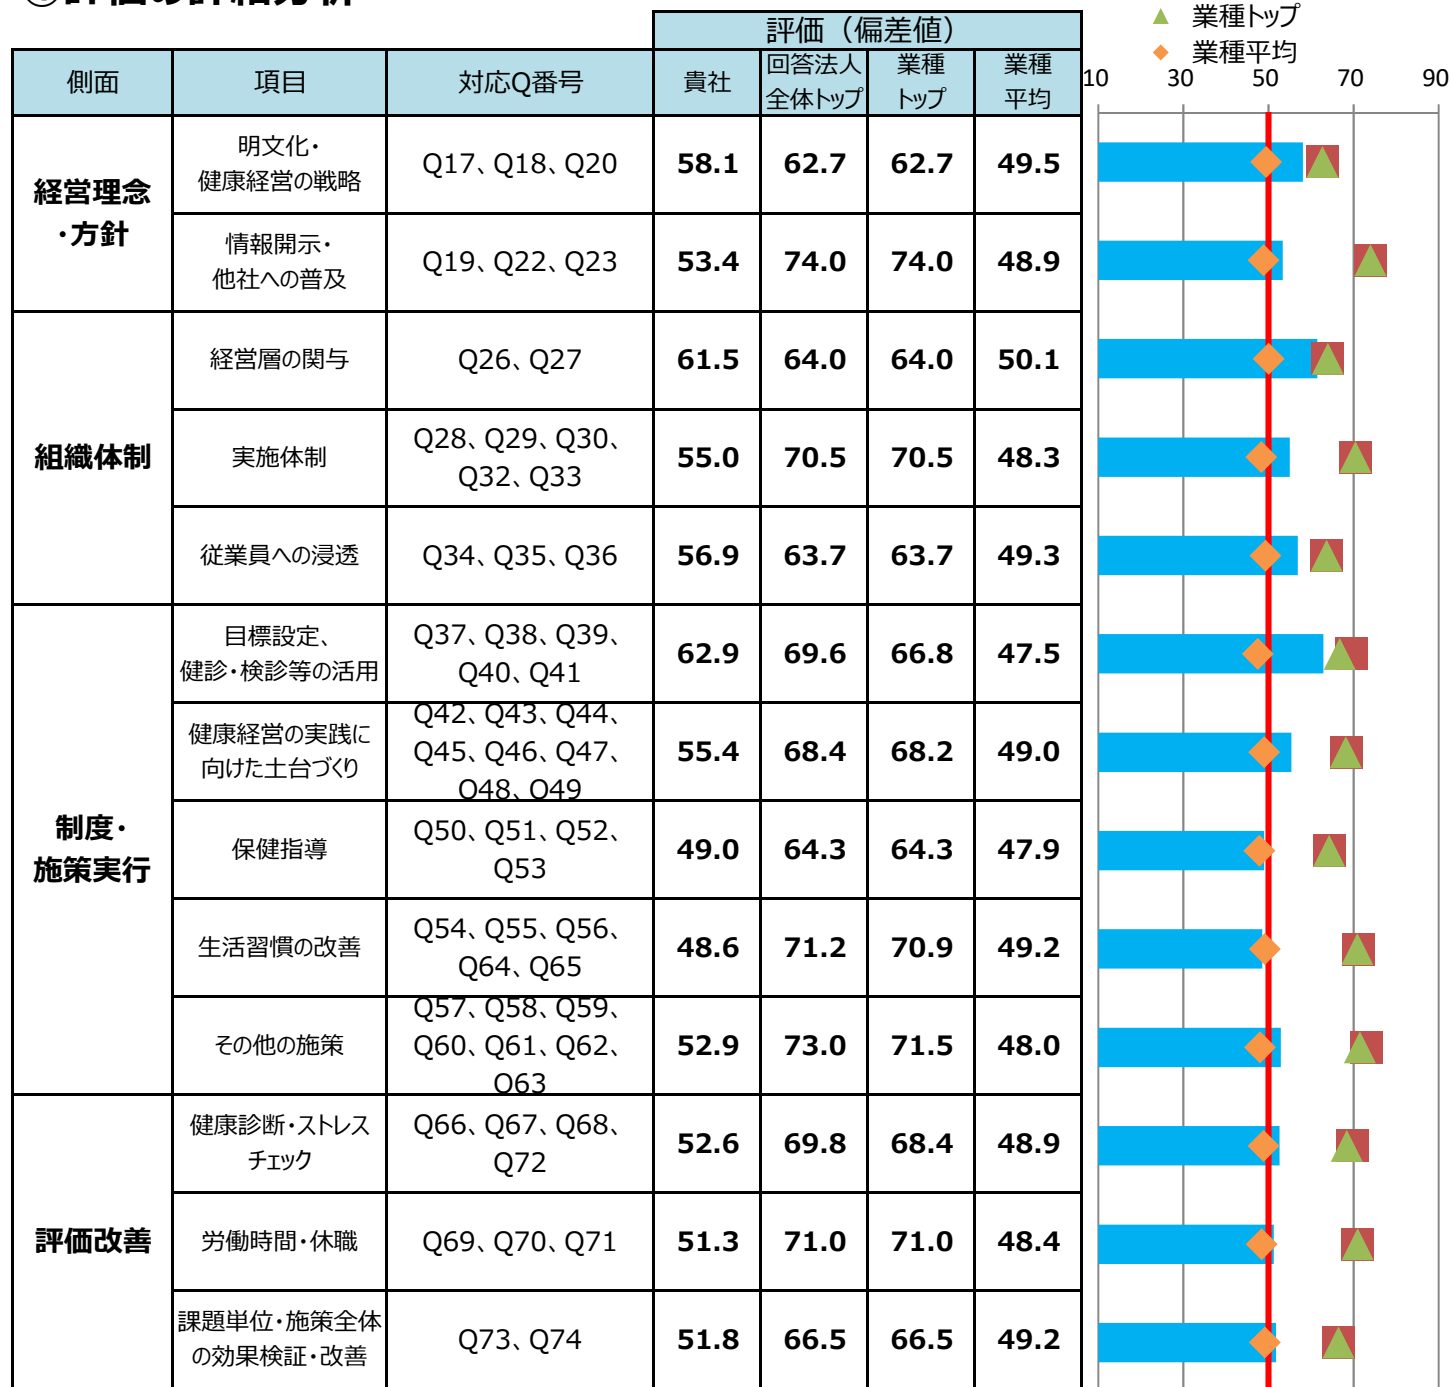 評価(偏差値)
▲ 業種トップ
◆ 業種平均
側面 項目 対応Q番号 貴社 回答法人 業種 業種
全体トップ トップ 平均
10 30 50 70 90
経営理念
・方針
明文化・
健康経営の戦略
Q17、Q18、Q20 58.1 62.7 62.7 49.5
情報開示・
他社への普及
Q19、Q22、Q23 53.4 74.0 74.0 48.9
組織体制
経営層の関与 Q26、Q27 61.5 64.0 64.0 50.1
実施体制
Q28、Q29、Q30、
Q32、Q33
55.0 70.5 70.5 48.3
従業員への浸透 Q34、Q35、Q36 56.9 63.7 63.7 49.3
制度・
施策実行
目標設定、
健診・検診等の活用
Q37、Q38、Q39、
Q40、Q41
62.9 69.6 66.8 47.5
健康経営の実践に
向けた土台づくり
Q42、Q43、Q44、
Q45、Q46、Q47、
Q48、Q49
55.4 68.4 68.2 49.0
保健指導
Q50、Q51、Q52、
Q53
49.0 64.3 64.3 47.9
生活習慣の改善
Q54、Q55、Q56、
Q64、Q65
48.6 71.2 70.9 49.2
その他の施策
Q57、Q58、Q59、
Q60、Q61、Q62、
Q63
52.9 73.0 71.5 48.0
評価改善
健康診断・ストレス
チェック
Q66、Q67、Q68、
Q72
52.6 69.8 68.4 48.9
労働時間・休職 Q69、Q70、Q71 51.3 71.0 71.0 48.4
課題単位・施策全体
の効果検証・改善
Q73、Q74 51.8 66.5 66.5 49.2